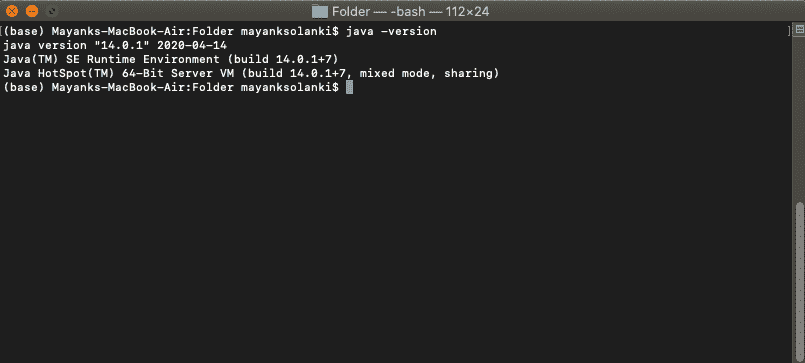 Folder — -bash — 112×24
[(base) Mayanks-MacBook-Air:Folder mayanksolanki$ java -version]
java version "14.0.1" 2020-04-14
Java(TM) SE Runtime Environment (build 14.0.1+7)
Java HotSpot(TM) 64-Bit Server VM (build 14.0.1+7, mixed mode, sharing)
(base) Mayanks-MacBook-Air:Folder mayanksolanki$